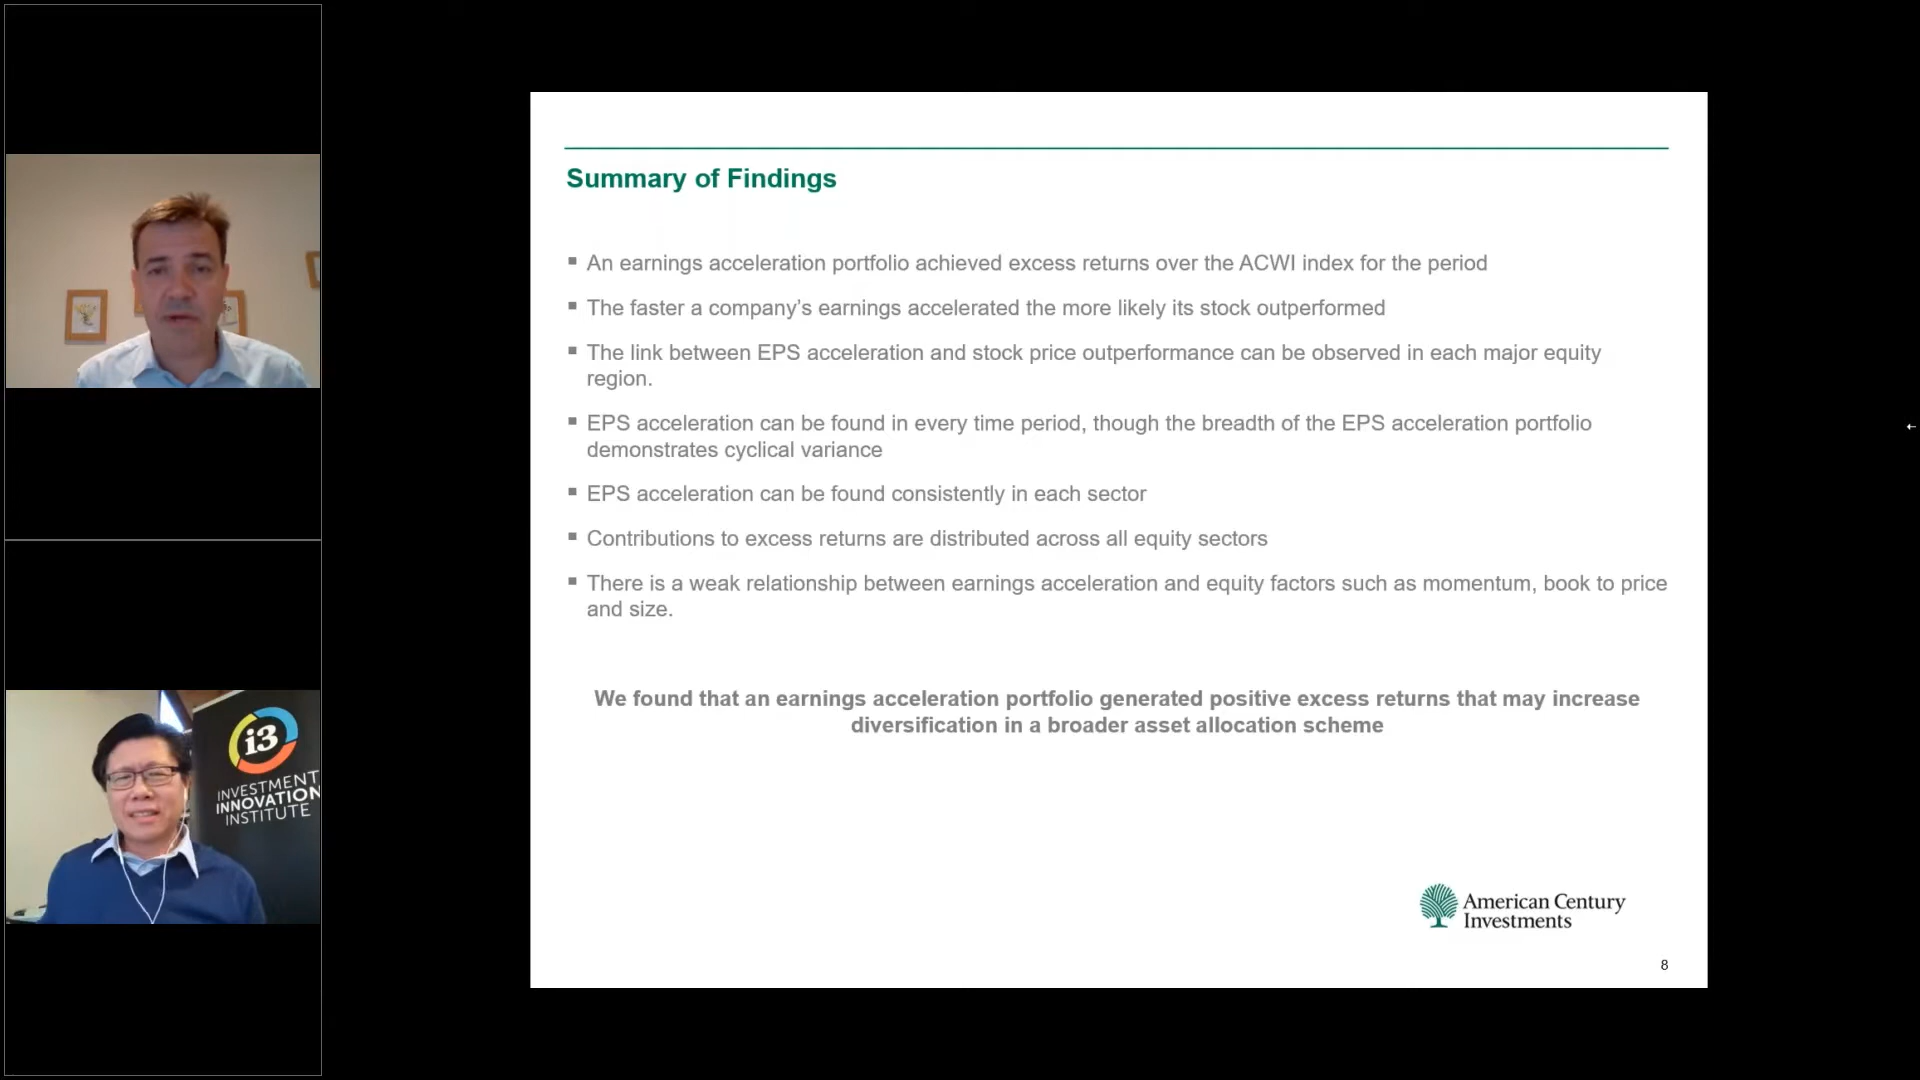 Summary of Findings
An earnings acceleration portfolio achieved excess returns over the ACWI index for the period
The faster a company’s earnings accelerated the more likely its stock outperformed
The link between EPS acceleration and stock price outperformance can be observed in each major equity
region.
EPS acceleration can be found in every time period, though the breadth of the EPS acceleration portfolio
demonstrates cyclical variance
EPS acceleration can be found consistently in each sector
Contributions to excess returns are distributed across all equity sectors
There is a weak relationship between earnings acceleration and equity factors such as momentum, book to price
and size.
We found that an earnings acceleration portfolio generated positive excess returns that may increase
diversification in a broader asset allocation scheme
American Century
Investments
8
i3
INVESTMENT
INNOVATION
INSTITUTE